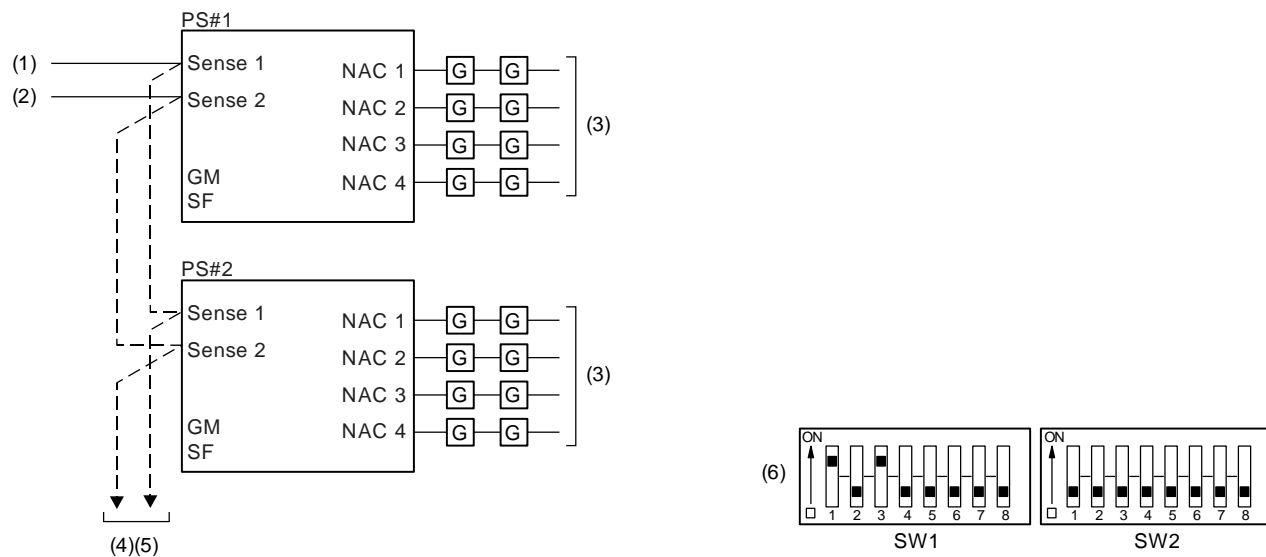 PS#1
(1) Sense 1 NAC 1 G G
(2) Sense 2 NAC 2 G G
(3)
NAC 3 G G
GM NAC 4 G G
SF
PS#2
Sense 1 NAC 1 G G
Sense 2 NAC 2 G G
(3)
NAC 3 G G
GM NAC 4 G G
SF
(4)(5)
(6)
ON
1 2 3 4 5 6 7 8
SW1
ON
1 2 3 4 5 6 7 8
SW2